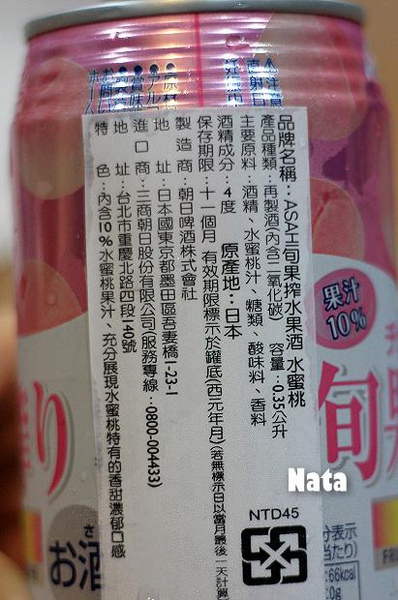 品牌名稱:ASAHI旬果搾水果酒 水蜜桃
產品種類:再製酒(內含二氧化碳) 容量:0.35公升
主要原料:酒精、水蜜桃汁、糖類、酸味料、香料
酒精成分:4度 原產地:日本
保存期限:十一個月 有效期限標示於罐底(西元年月)(若無標示日以當月最後一天計算
製造商:朝日啤酒株式會社
地址:日本國東京都墨田區吾妻橋1-23-1
進口商:三商朝日股份有限公司(服務專線:0800-004433)
地址:台北市重慶北路四段140號
特色:內含10%水蜜桃果汁、充分展現水蜜桃特有的香甜濃郁口感
NTD45
果汁
10%
旬果
り
お酒
Nata